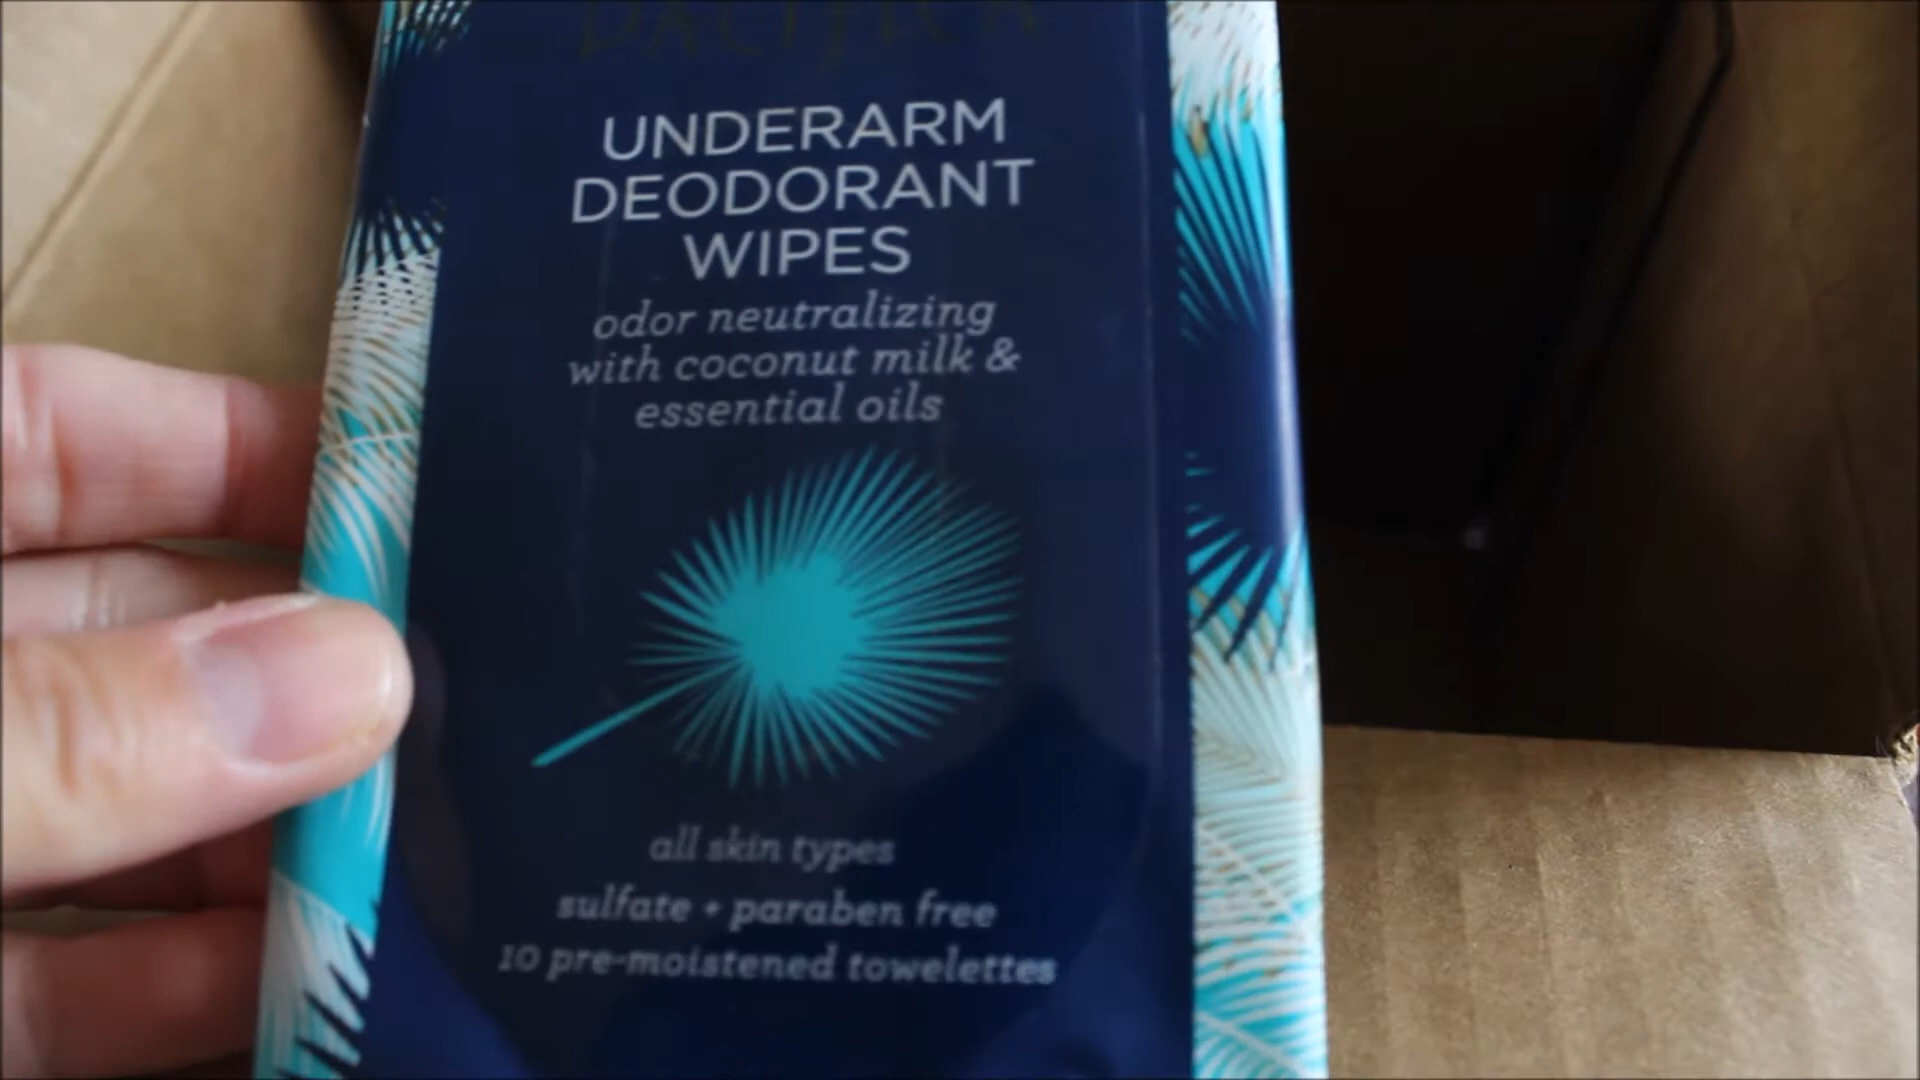 PACIFICA
UNDERARM
DEODORANT
WIPES
odor neutralizing
with coconut milk &
essential oils
all skin types
sulfate + paraben free
10 pre-moistened towelettes